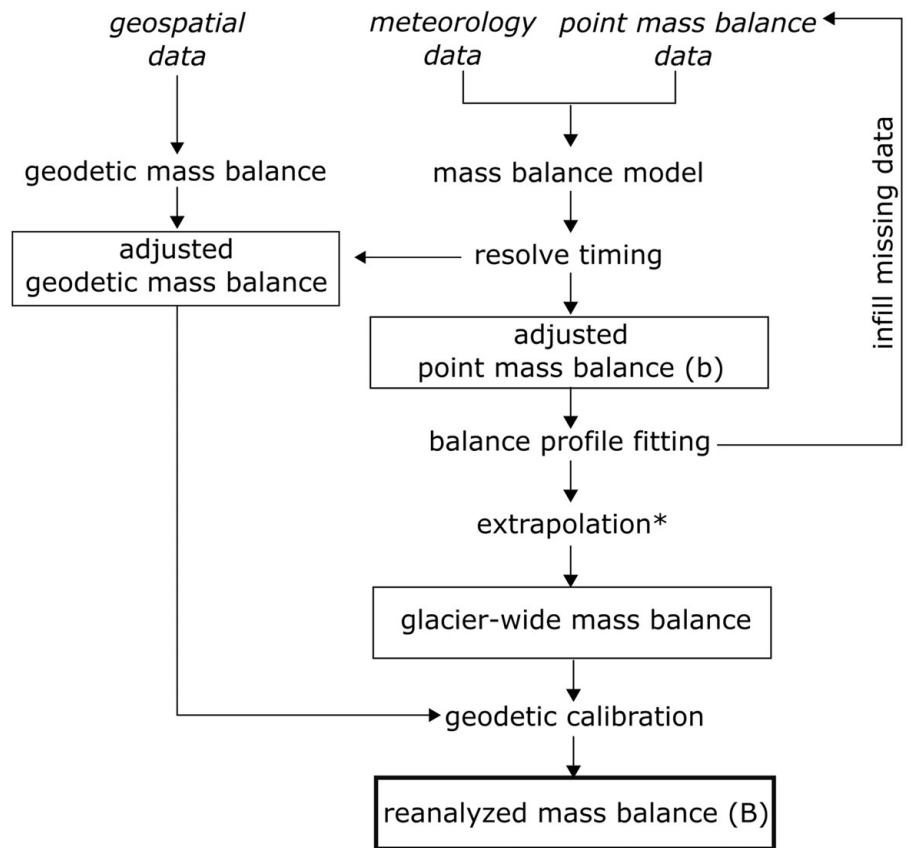 geospatial
data
meteorology
data
point mass balance
data
geodetic mass balance
mass balance model
adjusted
geodetic mass balance
resolve timing
adjusted
point mass balance (b)
balance profile fitting
infill missing data
extrapolation*
glacier-wide mass balance
geodetic calibration
reanalyzed mass balance (B)